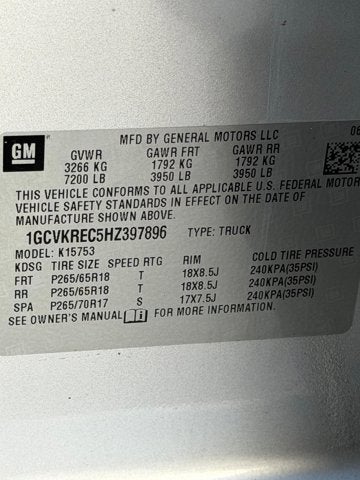 GM
MFD BY GENERAL MOTORS LLC 06
GVWR GAWR FRT GAWR RR
3266 KG 1792 KG 1792 KG
7200 LB 3950 LB 3950 LB
THIS VEHICLE CONFORMS TO ALL APPLICABLE U.S. FEDERAL MOTOR
VEHICLE SAFETY STANDARDS IN EFFECT ON THE DATE OF
MANUFACTURE SHOWN ABOVE.
1GCVKREC5HZ397896 TYPE: TRUCK
MODEL: K15753
KDSG TIRE SIZE SPEED RTG RIM COLD TIRE PRESSURE
FRT P265/65R18 T 18X8.5J 240KPA(35PSI)
RR P265/65R18 T 18X8.5J 240KPA(35PSI)
SPA P265/70R17 S 17X7.5J 240KPA(35PSI)
SEE OWNER'S MANUAL FOR MORE INFORMATION.